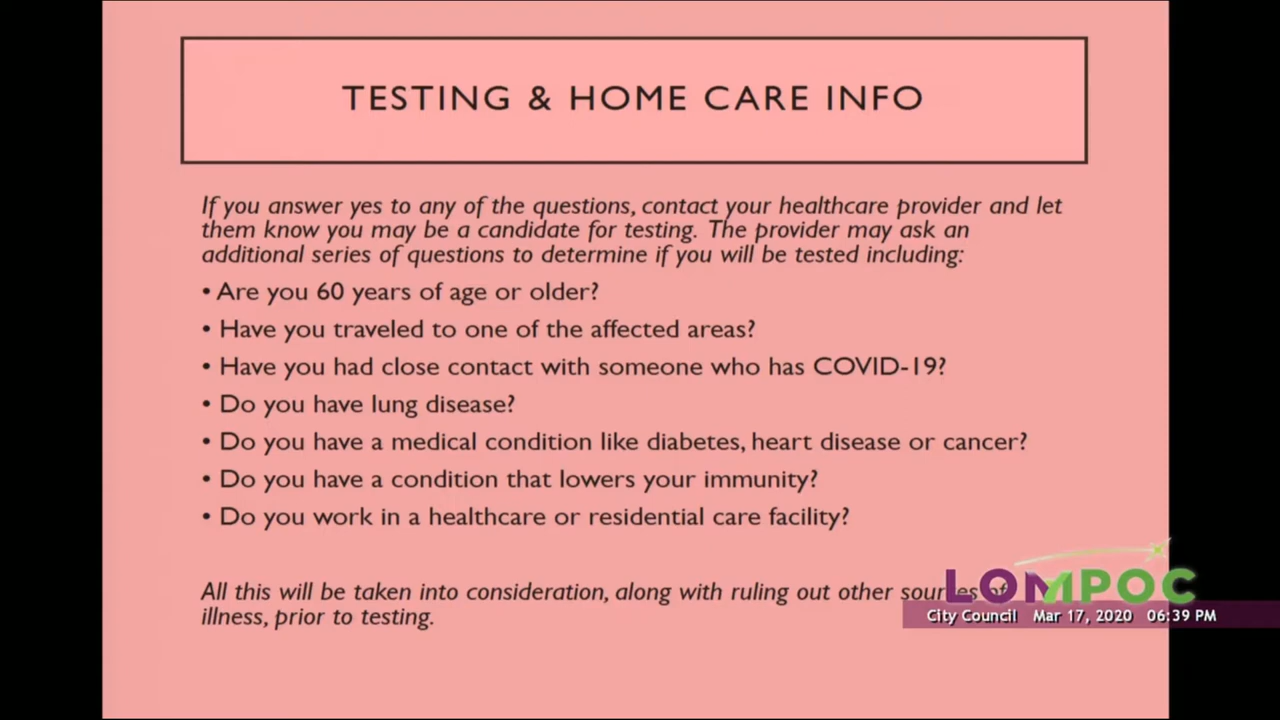 TESTING & HOME CARE INFO
If you answer yes to any of the questions, contact your healthcare provider and let
them know you may be a candidate for testing. The provider may ask an
additional series of questions to determine if you will be tested including:
• Are you 60 years of age or older?
• Have you traveled to one of the affected areas?
• Have you had close contact with someone who has COVID-19?
• Do you have lung disease?
• Do you have a medical condition like diabetes, heart disease or cancer?
• Do you have a condition that lowers your immunity?
• Do you work in a healthcare or residential care facility?
All this will be taken into consideration, along with ruling out other sources of
illness, prior to testing.
LOMPOC
City Council Mar 17, 2020 06:39 PM